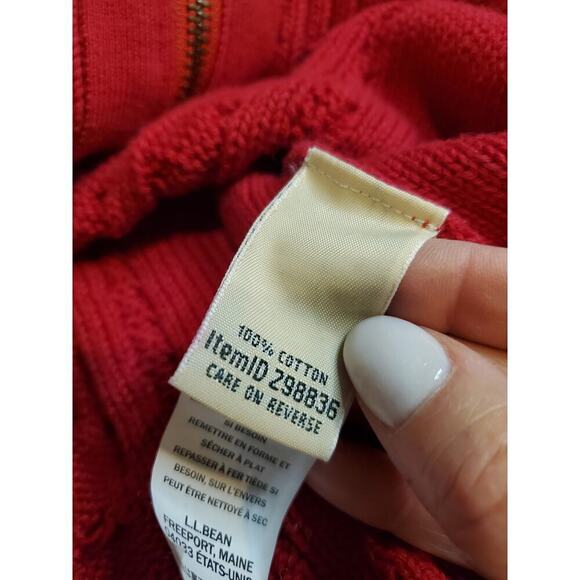 100% COTTON
ItemID 298836
CARE ON REVERSE
SI BESOIN
REMETTRE EN FORME ET
SÉCHER À PLAT
REPASSER À FER TIÈDE SI
BESOIN, SUR L'ENVERS
PEUT ÊTRE NETTOYÉ À SEC
L.L.BEAN
FREEPORT, MAINE
04033 ÉTATS-UNIS